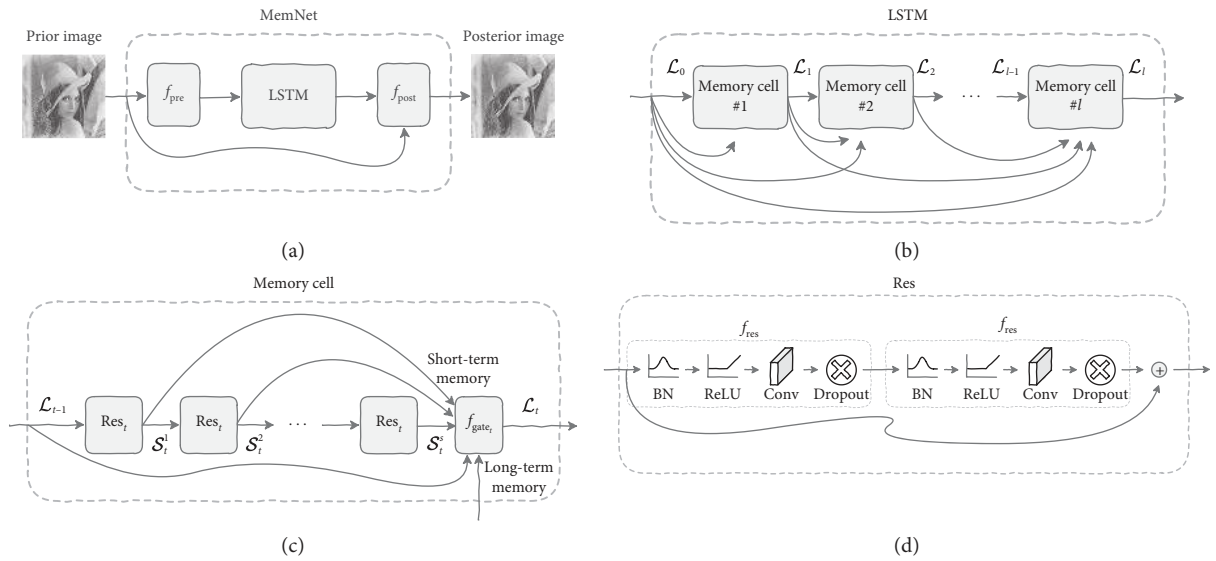 MemNet
Prior image
Posterior image
f_pre
LSTM
f_post
(a)
LSTM
ℒ_0
ℒ_1
ℒ_2
ℒ_{l–1}
ℒ_l
Memory cell
#1
Memory cell
#2
...
Memory cell
#l
(b)
Memory cell
Short-term
memory
ℒ_{t–1}
Res_t
Res_t
...
Res_t
f_{gate_t}
ℒ_t
𝒮_t^1
𝒮_t^2
𝒮_t^s
Long-term
memory
(c)
Res
f_res
f_res
BN
ReLU
Conv
Dropout
BN
ReLU
Conv
Dropout
+
(d)